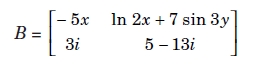 B = [ − 5x   ln 2x + 7 sin 3y
3i   5 − 13i ]